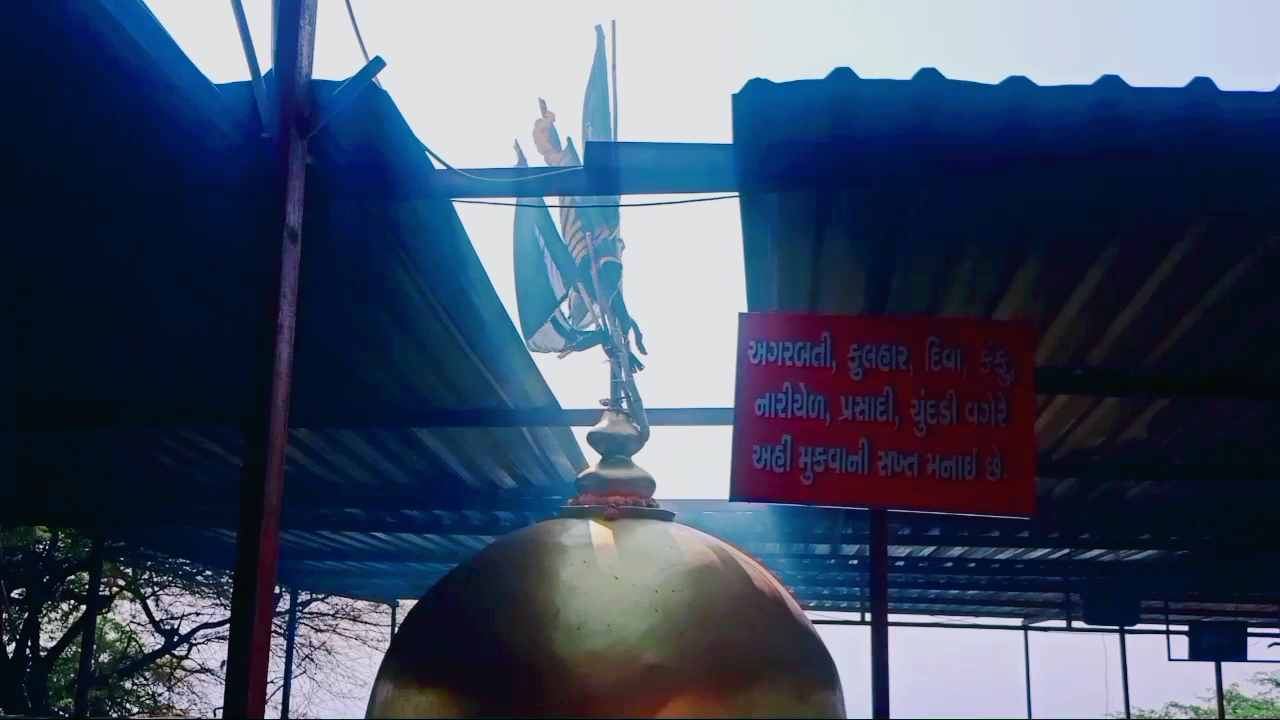 અગરબતી, ફુલહાર, દિવા, કંકુ,
નારીયેળ, પ્રસાદી, ચુંદડી વગેરે
અહીં મુકવાની સખ્ત મનાઇ છે.